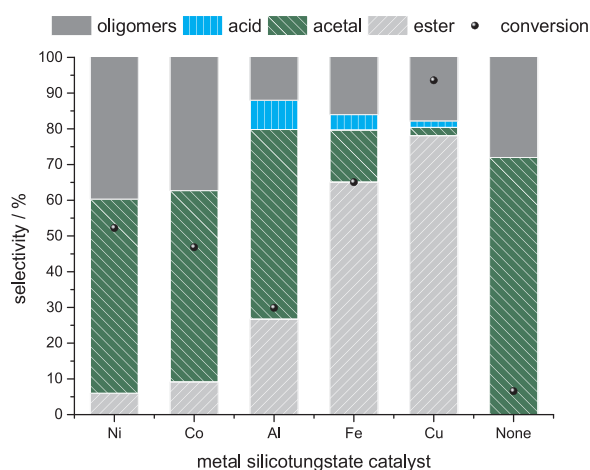 oligomers acid acetal ester conversion
100
90
80
70
60
50
40
30
20
10
0
selectivity / %
Ni Co Al Fe Cu None
metal silicotungstate catalyst